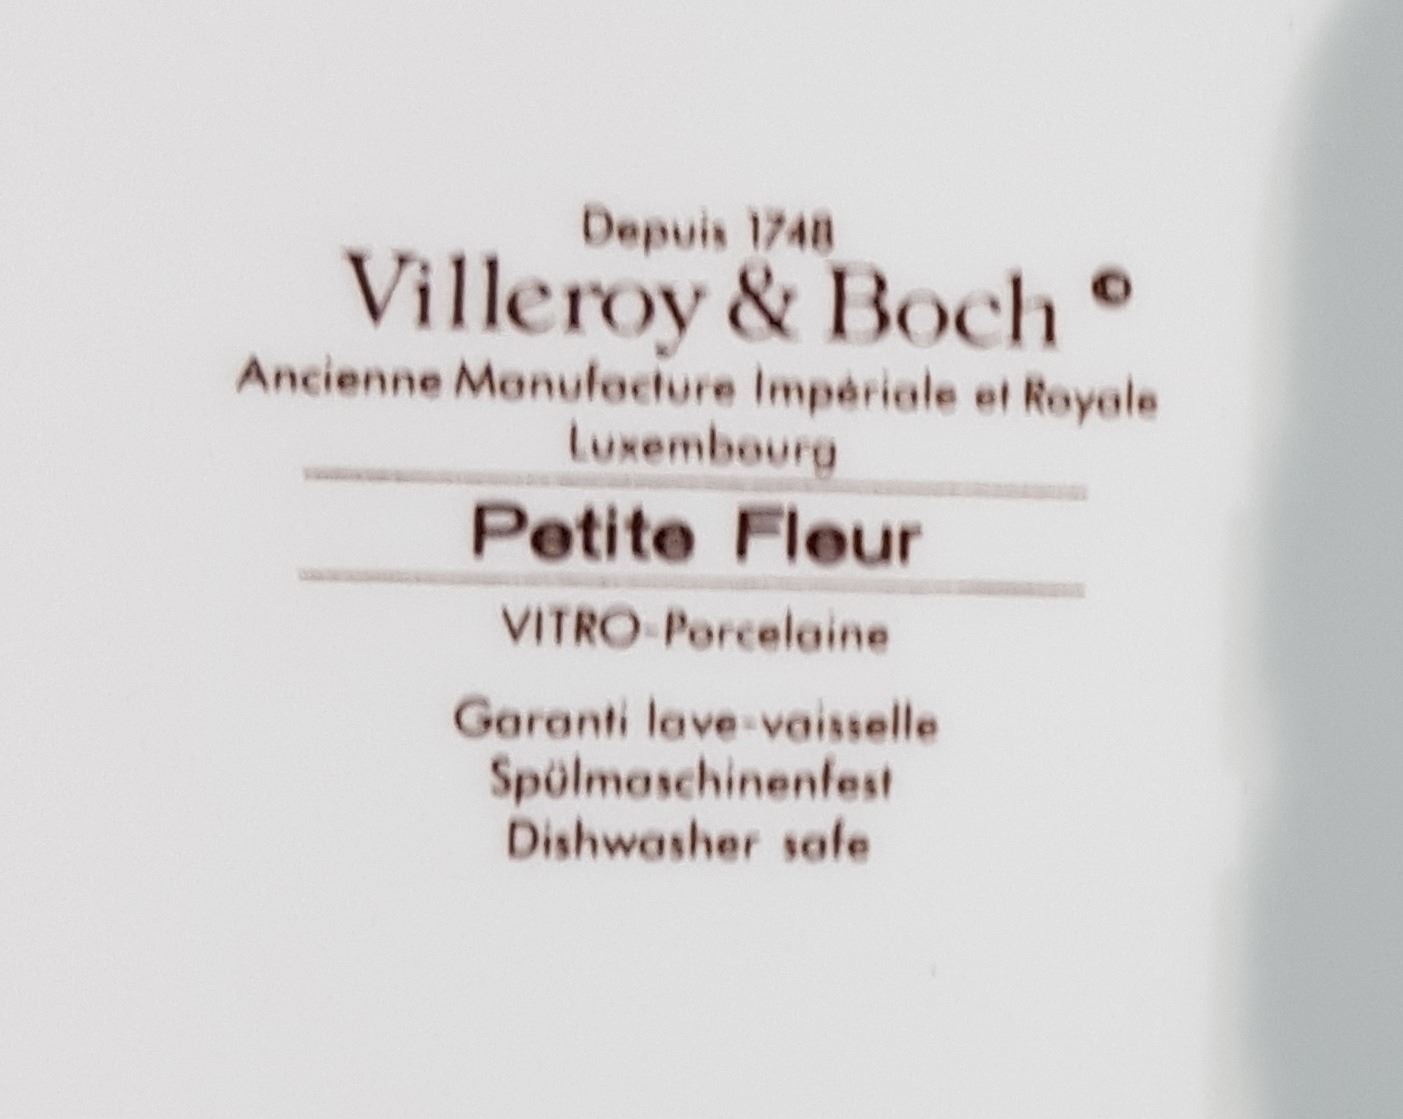 Depuis 1748
Villeroy & Boch ©
Ancienne Manufacture Impériale et Royale
Luxembourg
Petite Fleur
VITRO-Porcelaine
Garanti lave-vaisselle
Spülmaschinenfest
Dishwasher safe